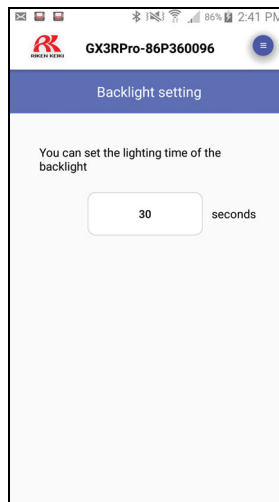 86% 2:41 PM
RIKEN KEIKI
GX3RPro-86P360096
Backlight setting
You can set the lighting time of the
backlight
30 seconds